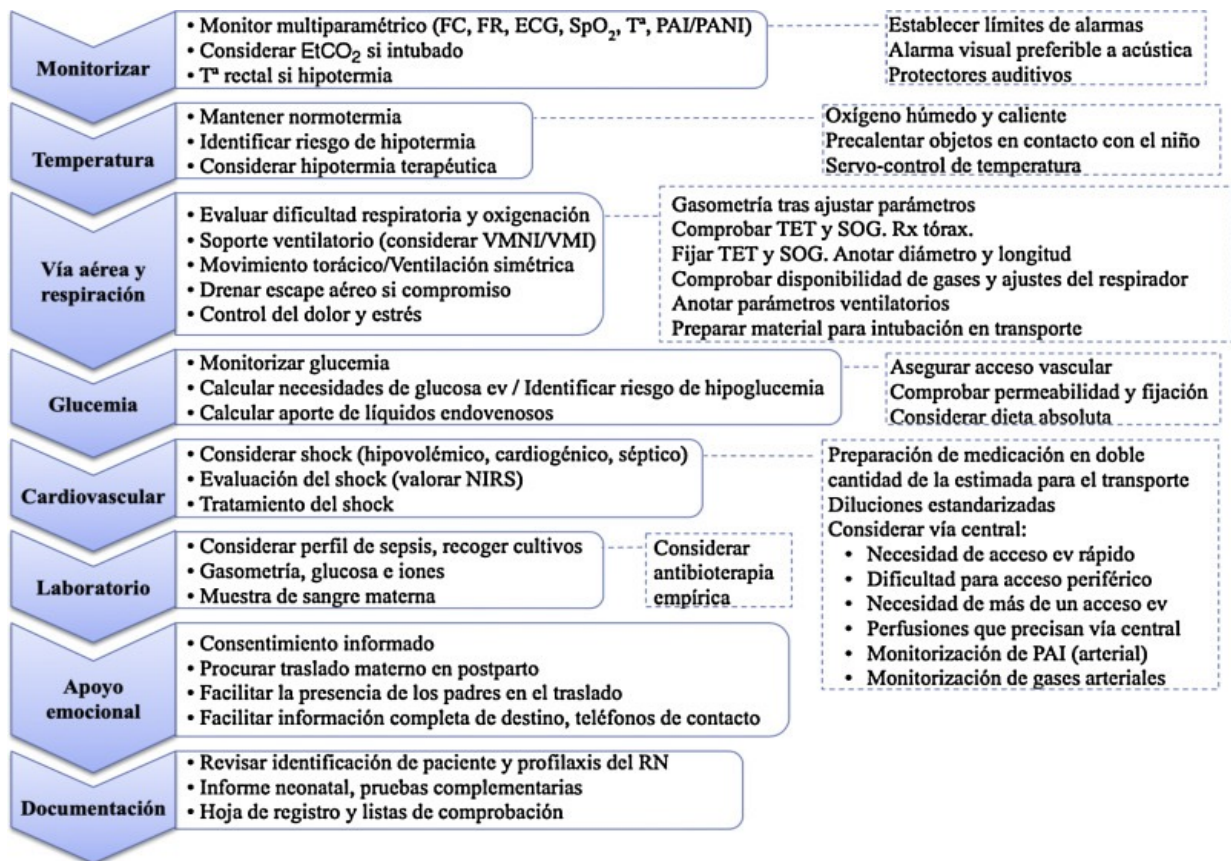 Monitorizar
• Monitor multiparamétrico (FC, FR, ECG, SpO₂, Tª, PAI/PANI)
• Considerar EtCO₂ si intubado
• Tª rectal si hipotermia
Establecer límites de alarmas
Alarma visual preferible a acústica
Protectores auditivos
Temperatura
• Mantener normotermia
• Identificar riesgo de hipotermia
• Considerar hipotermia terapéutica
Oxígeno húmedo y caliente
Precalentar objetos en contacto con el niño
Servo-control de temperatura
Vía aérea y
respiración
• Evaluar dificultad respiratoria y oxigenación
• Soporte ventilatorio (considerar VMNI/VMI)
• Movimiento torácico/Ventilación simétrica
• Drenar escape aéreo si compromiso
• Control del dolor y estrés
Gasometría tras ajustar parámetros
Comprobar TET y SOG. Rx tórax.
Fijar TET y SOG. Anotar diámetro y longitud
Comprobar disponibilidad de gases y ajustes del respirador
Anotar parámetros ventilatorios
Preparar material para intubación en transporte
Glucemia
• Monitorizar glucemia
• Calcular necesidades de glucosa ev / Identificar riesgo de hipoglucemia
• Calcular aporte de líquidos endovenosos
Asegurar acceso vascular
Comprobar permeabilidad y fijación
Considerar dieta absoluta
Cardiovascular
• Considerar shock (hipovolémico, cardiogénico, séptico)
• Evaluación del shock (valorar NIRS)
• Tratamiento del shock
Preparación de medicación en doble
cantidad de la estimada para el transporte
Diluciones estandarizadas
Considerar vía central:
• Necesidad de acceso ev rápido
• Dificultad para acceso periférico
• Necesidad de más de un acceso ev
• Perfusiones que precisan vía central
• Monitorización de PAI (arterial)
• Monitorización de gases arteriales
Laboratorio
• Considerar perfil de sepsis, recoger cultivos
• Gasometría, glucosa e iones
• Muestra de sangre materna
Considerar
antibioterapia
empírica
Apoyo
emocional
• Consentimiento informado
• Procurar traslado materno en postparto
• Facilitar la presencia de los padres en el traslado
• Facilitar información completa de destino, teléfonos de contacto
Documentación
• Revisar identificación de paciente y profilaxis del RN
• Informe neonatal, pruebas complementarias
• Hoja de registro y listas de comprobación